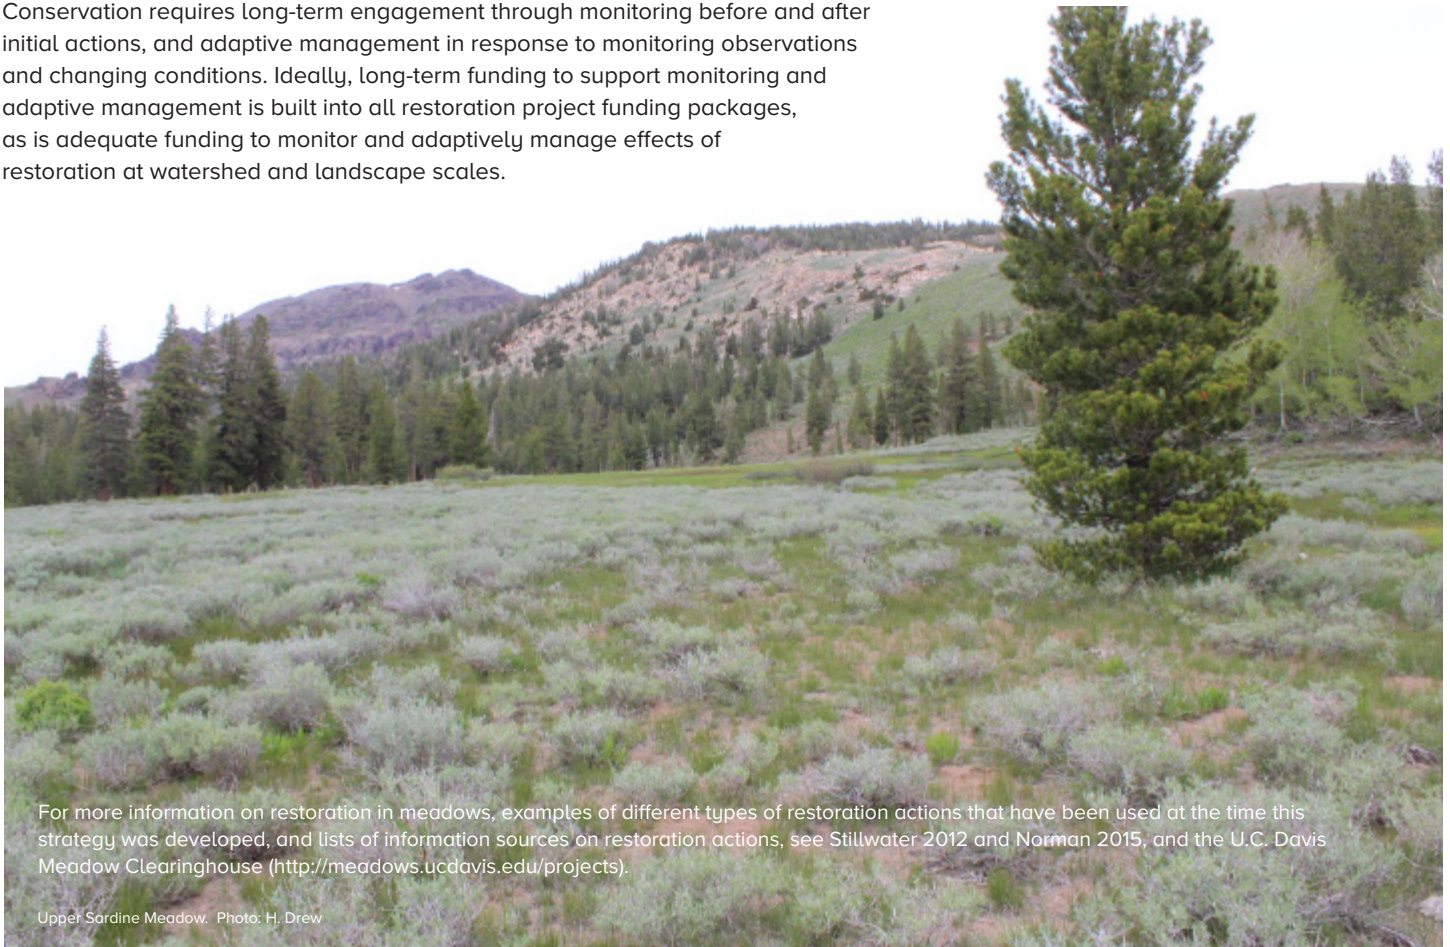 Conservation requires long-term engagement through monitoring before and after
initial actions, and adaptive management in response to monitoring observations
and changing conditions. Ideally, long-term funding to support monitoring and
adaptive management is built into all restoration project funding packages,
as is adequate funding to monitor and adaptively manage effects of
restoration at watershed and landscape scales.
For more information on restoration in meadows, examples of different types of restoration actions that have been used at the time this
strategy was developed, and lists of information sources on restoration actions, see Stillwater 2012 and Norman 2015, and the U.C. Davis
Meadow Clearinghouse (http://meadows.ucdavis.edu/projects).
Upper Sardine Meadow. Photo: H. Drew